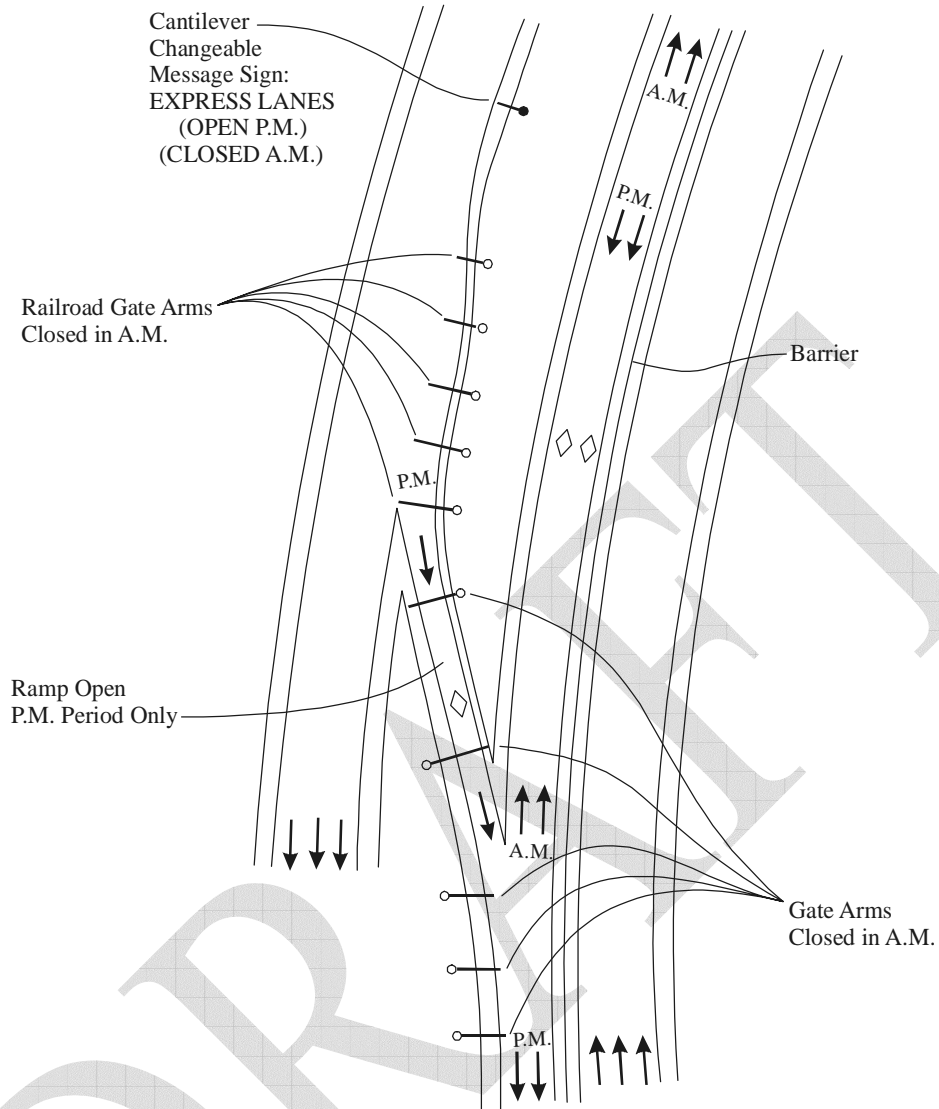 Cantilever
Changeable
Message Sign:
EXPRESS LANES
(OPEN P.M.)
(CLOSED A.M.)
A.M.
P.M.
Railroad Gate Arms
Closed in A.M.
Barrier
P.M.
Ramp Open
P.M. Period Only
A.M.
Gate Arms
Closed in A.M.
P.M.
DRAFT